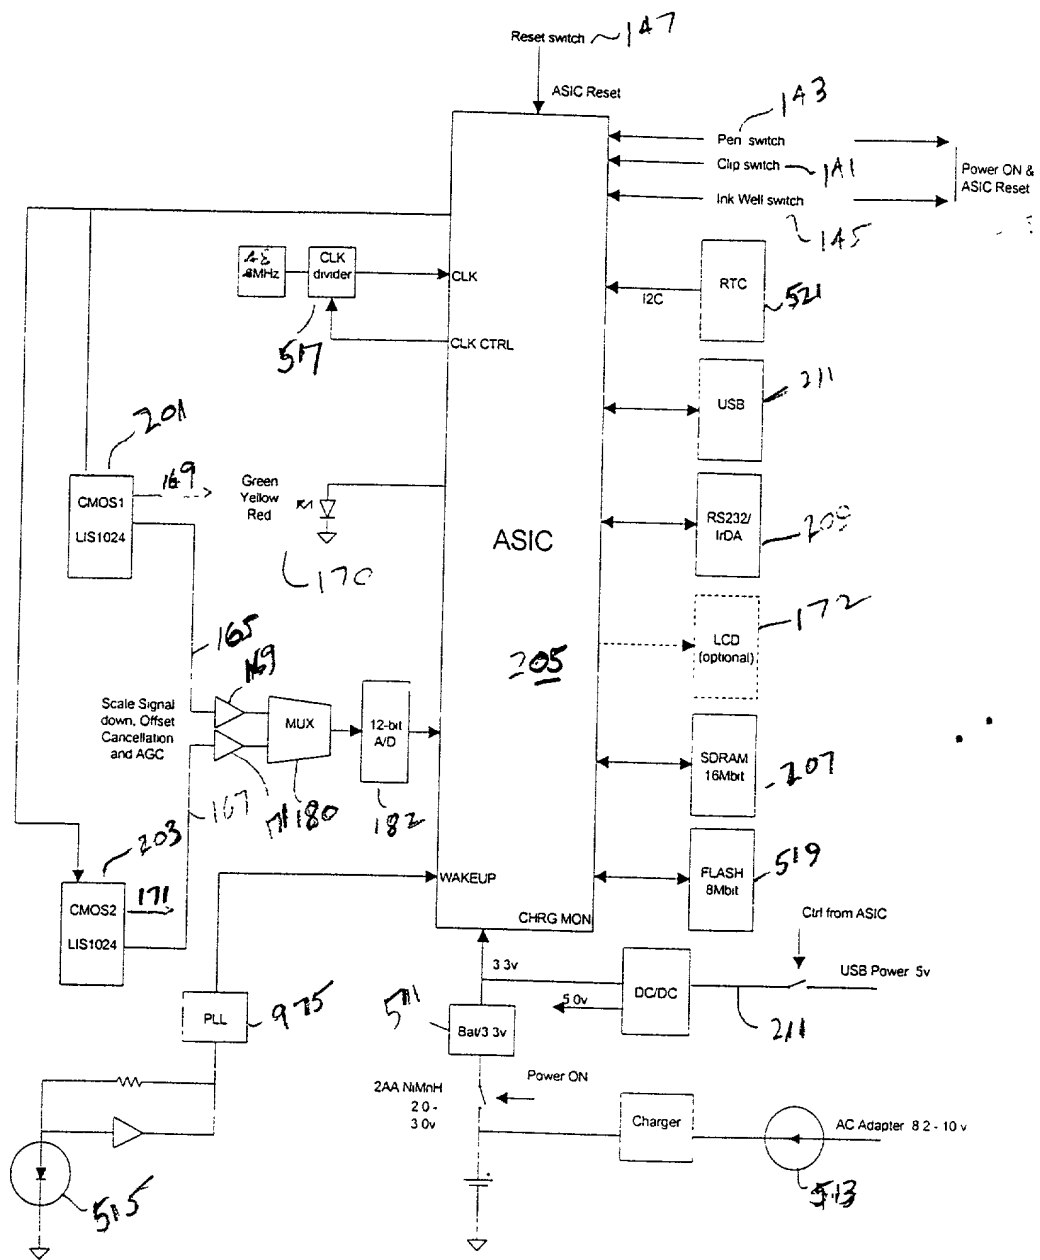 Reset switch 147
ASIC Reset
Pen switch 143
Clip switch 141
Ink Well switch 145
Power ON &
ASIC Reset
8MHz
CLK
divider
517
CLK
CLK CTRL
RTC
521
I2C
USB
211
201
CMOS1
LIS1024
169
Green
Yellow
Red
170
RS232/
IrDA
209
ASIC
205
LCD
(optional)
172
165
169
Scale Signal
down, Offset
Cancellation
and AGC
MUX
180
12-bit
A/D
182
171
167
SDRAM
16Mbit
207
203
CMOS2
LIS1024
171
WAKEUP
CHRG MON
FLASH
8Mbit
519
Ctrl from ASIC
USB Power 5v
3 3v
DC/DC
5 0v
211
PLL
975
511
Bat/3 3v
2AA NiMnH
2 0 -
3 0v
Power ON
Charger
AC Adapter 8 2 - 10 v
513
515